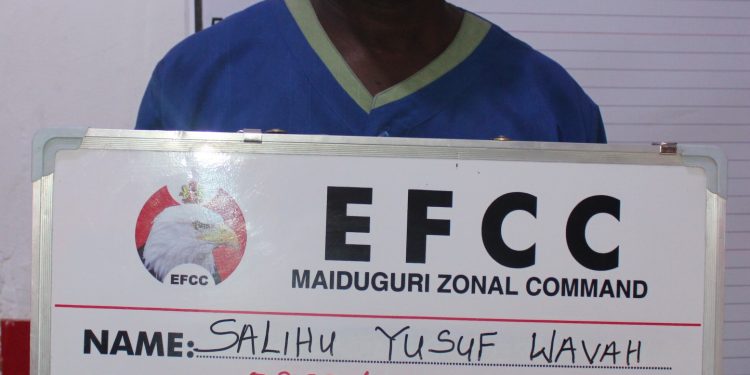 EFCC
EFCC
MAIDUGURI ZONAL COMMAND
NAME: SALIHU YUSUF WAVAH